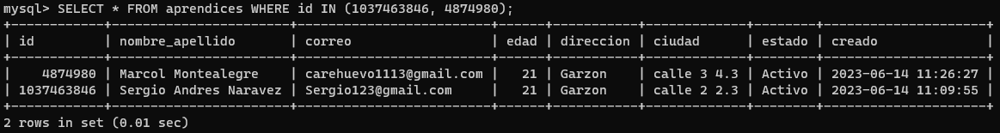 mysql> SELECT * FROM aprendices WHERE id IN (1037463846, 4874980);
+------------+-----------------------+-------------------------+------+-----------+-------------+--------+---------------------+
| id         | nombre_apellido       | correo                  | edad | direccion | ciudad      | estado | creado              |
+------------+-----------------------+-------------------------+------+-----------+-------------+--------+---------------------+
|    4874980 | Marcol Montealegre    | carehuevo1113@gmail.com |   21 | Garzon    | calle 3 4.3 | Activo | 2023-06-14 11:26:27 |
| 1037463846 | Sergio Andres Naravez | Sergio123@gmail.com     |   21 | Garzon    | calle 2 2.3 | Activo | 2023-06-14 11:09:55 |
+------------+-----------------------+-------------------------+------+-----------+-------------+--------+---------------------+
2 rows in set (0.01 sec)